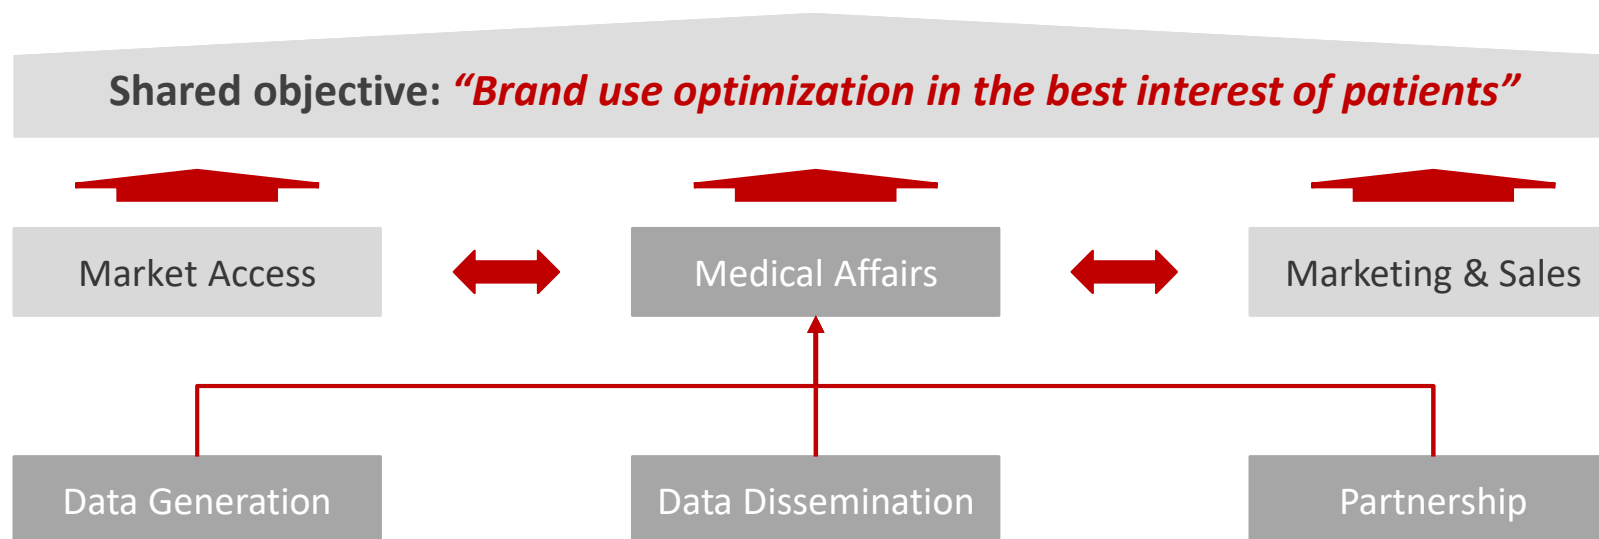 Shared objective: “Brand use optimization in the best interest of patients”
Market Access
Medical Affairs
Marketing & Sales
Data Generation
Data Dissemination
Partnership